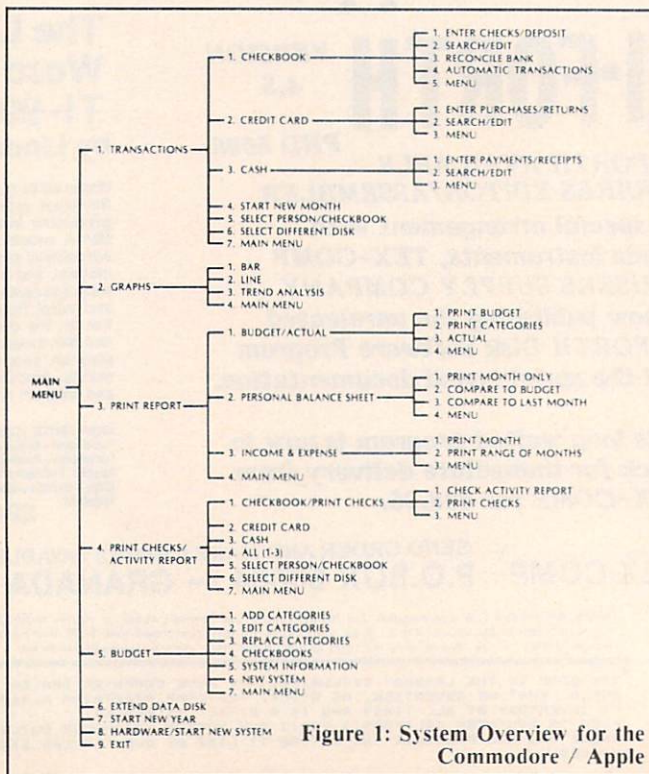 MAIN MENU
1. TRANSACTIONS
1. CHECKBOOK
1. ENTER CHECKS/DEPOSIT
2. SEARCH/EDIT
3. RECONCILE BANK
4. AUTOMATIC TRANSACTIONS
5. MENU
2. CREDIT CARD
1. ENTER PURCHASES/RETURNS
2. SEARCH/EDIT
3. MENU
3. CASH
1. ENTER PAYMENTS/RECEIPTS
2. SEARCH/EDIT
3. MENU
4. START NEW MONTH
5. SELECT PERSON/CHECKBOOK
6. SELECT DIFFERENT DISK
7. MAIN MENU
2. GRAPHS
1. BAR
2. LINE
3. TREND ANALYSIS
4. MAIN MENU
3. PRINT REPORT
1. BUDGET/ACTUAL
1. PRINT BUDGET
2. PRINT CATEGORIES
3. ACTUAL
4. MENU
2. PERSONAL BALANCE SHEET
1. PRINT MONTH ONLY
2. COMPARE TO BUDGET
3. COMPARE TO LAST MONTH
4. MENU
3. INCOME & EXPENSE
1. PRINT MONTH
2. PRINT RANGE OF MONTHS
3. MENU
4. MAIN MENU
4. PRINT CHECKS/
ACTIVITY REPORT
1. CHECKBOOK/PRINT CHECKS
1. CHECK ACTIVITY REPORT
2. PRINT CHECKS
3. MENU
2. CREDIT CARD
3. CASH
4. ALL (1-3)
5. SELECT PERSON/CHECKBOOK
6. SELECT DIFFERENT DISK
7. MAIN MENU
5. BUDGET
1. ADD CATEGORIES
2. EDIT CATEGORIES
3. REPLACE CATEGORIES
4. CHECKBOOKS
5. SYSTEM INFORMATION
6. NEW SYSTEM
7. MAIN MENU
6. EXTEND DATA DISK
7. START NEW YEAR
8. HARDWARE/START NEW SYSTEM
9. EXIT
Figure 1: System Overview for the
Commodore / Apple